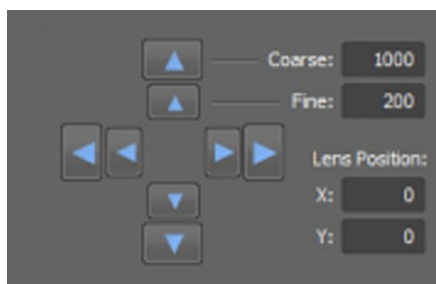 Coarse: 1000
Fine: 200
Lens Position:
X: 0
Y: 0